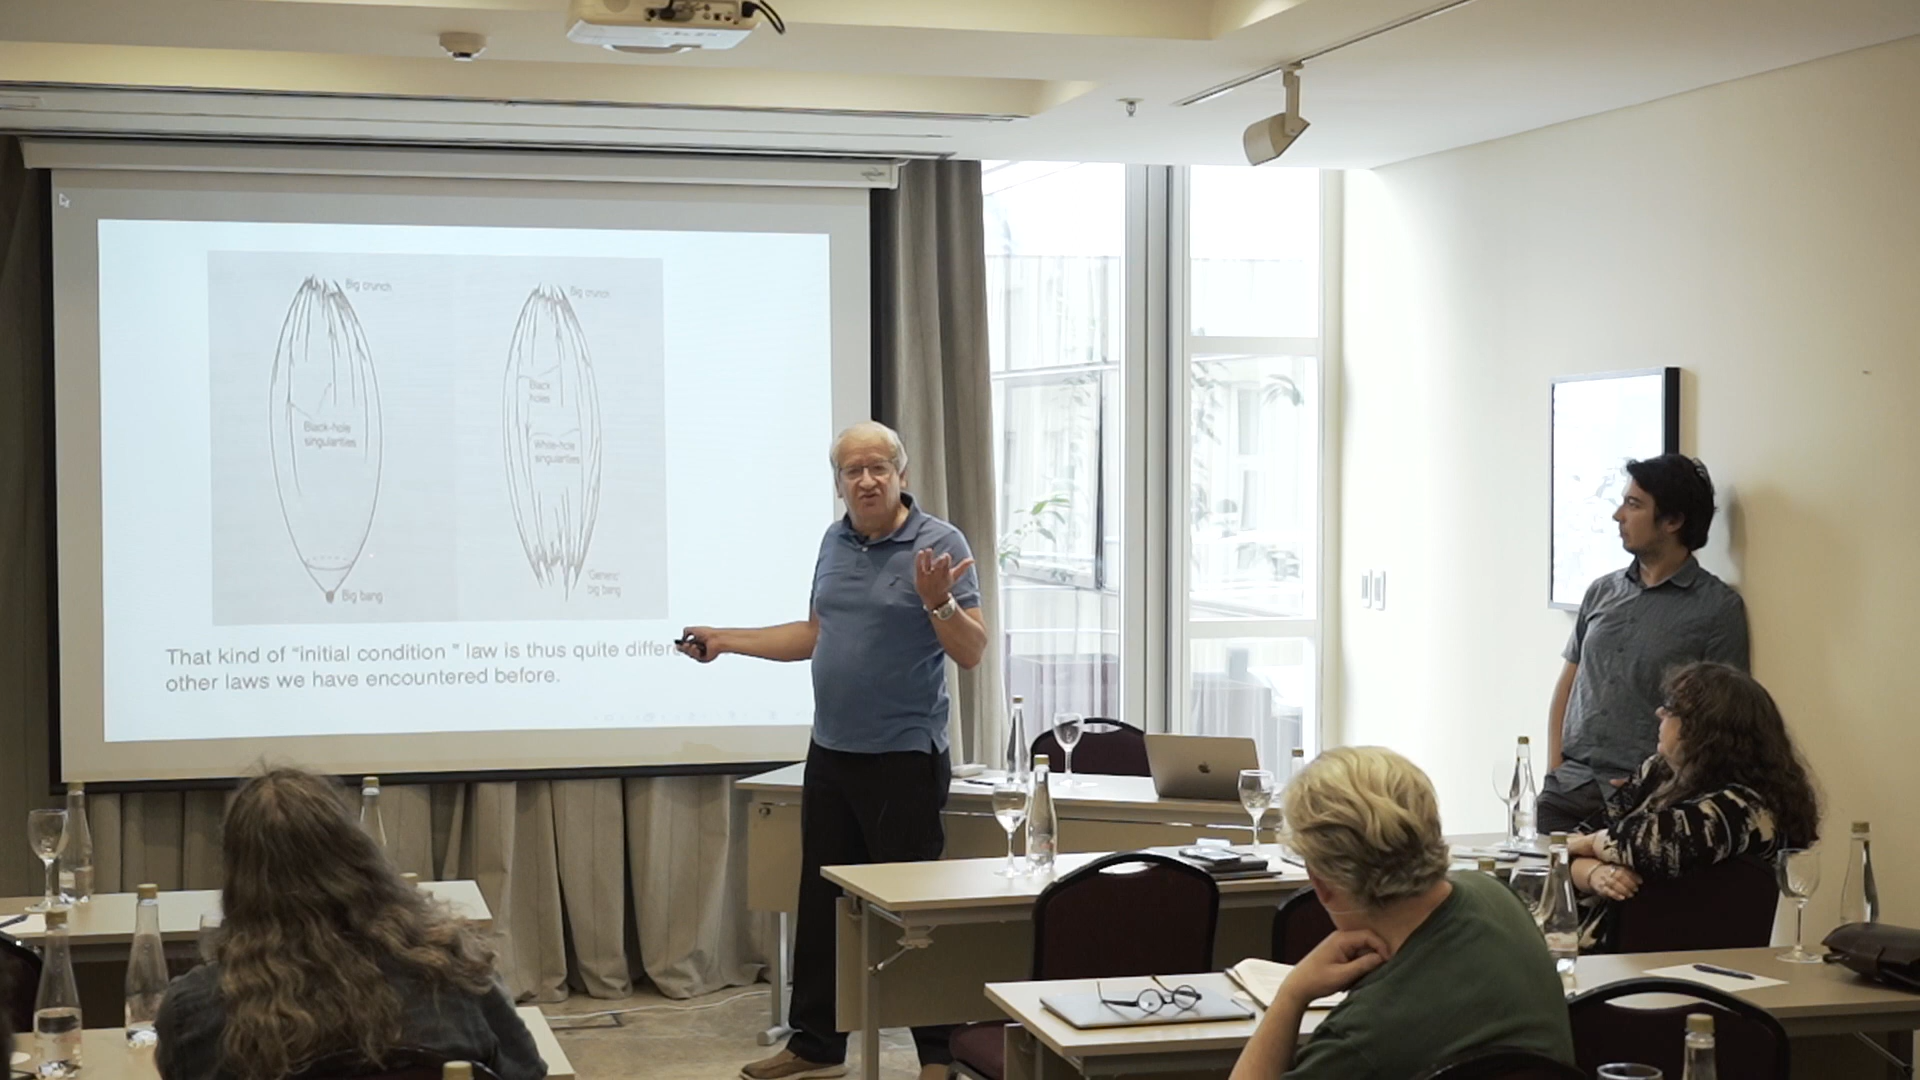 Big crunch
Big crunch
Black
holes
Black-hole
singularities
White-hole
singularities
"Generic"
big bang
Big bang
That kind of "initial condition " law is thus quite
other laws we have encountered before.